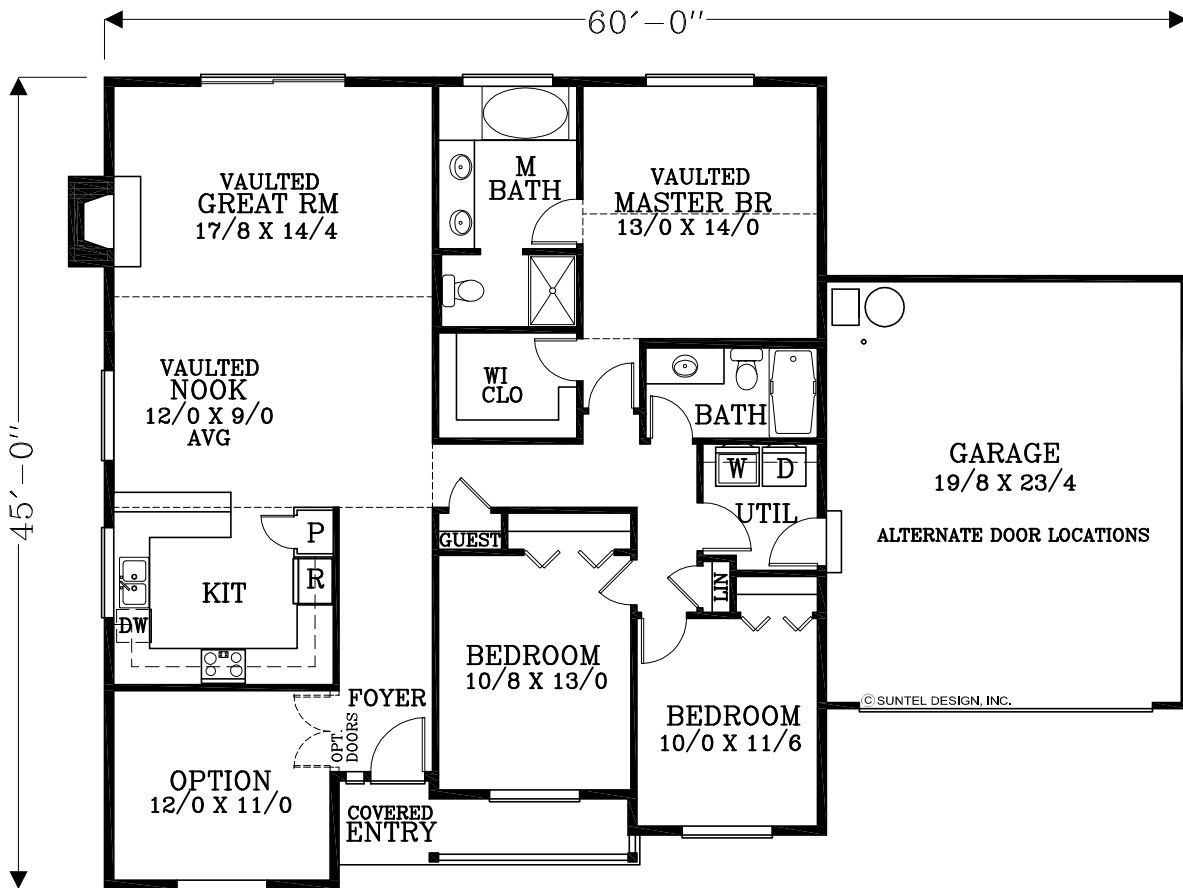 60'-0"
45'-0"
VAULTED
GREAT RM
17/8 X 14/4
M
BATH
VAULTED
MASTER BR
13/0 X 14/0
VAULTED
NOOK
12/0 X 9/0
AVG
WI
CLO
BATH
W
D
UTIL
GARAGE
19/8 X 23/4
ALTERNATE DOOR LOCATIONS
P
R
KIT
DW
GUEST
LIN
BEDROOM
10/8 X 13/0
BEDROOM
10/0 X 11/6
FOYER
OPT.
DOORS
OPTION
12/0 X 11/0
COVERED
ENTRY
© SUNTEL DESIGN, INC.